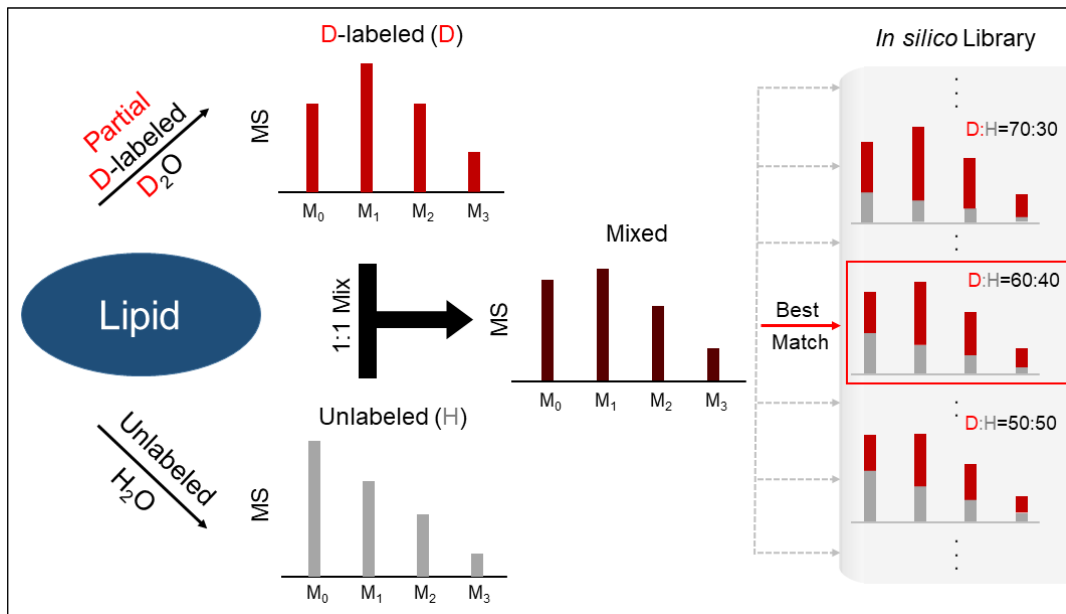 D-labeled (D)
MS
M₀ M₁ M₂ M₃
Partial
D-labeled
D₂O
Lipid
1:1 Mix
Unlabeled
H₂O
Unlabeled (H)
MS
M₀ M₁ M₂ M₃
Mixed
MS
M₀ M₁ M₂ M₃
Best
Match
In silico Library
⋮
D:H=70:30
⋮
D:H=60:40
⋮
D:H=50:50
⋮